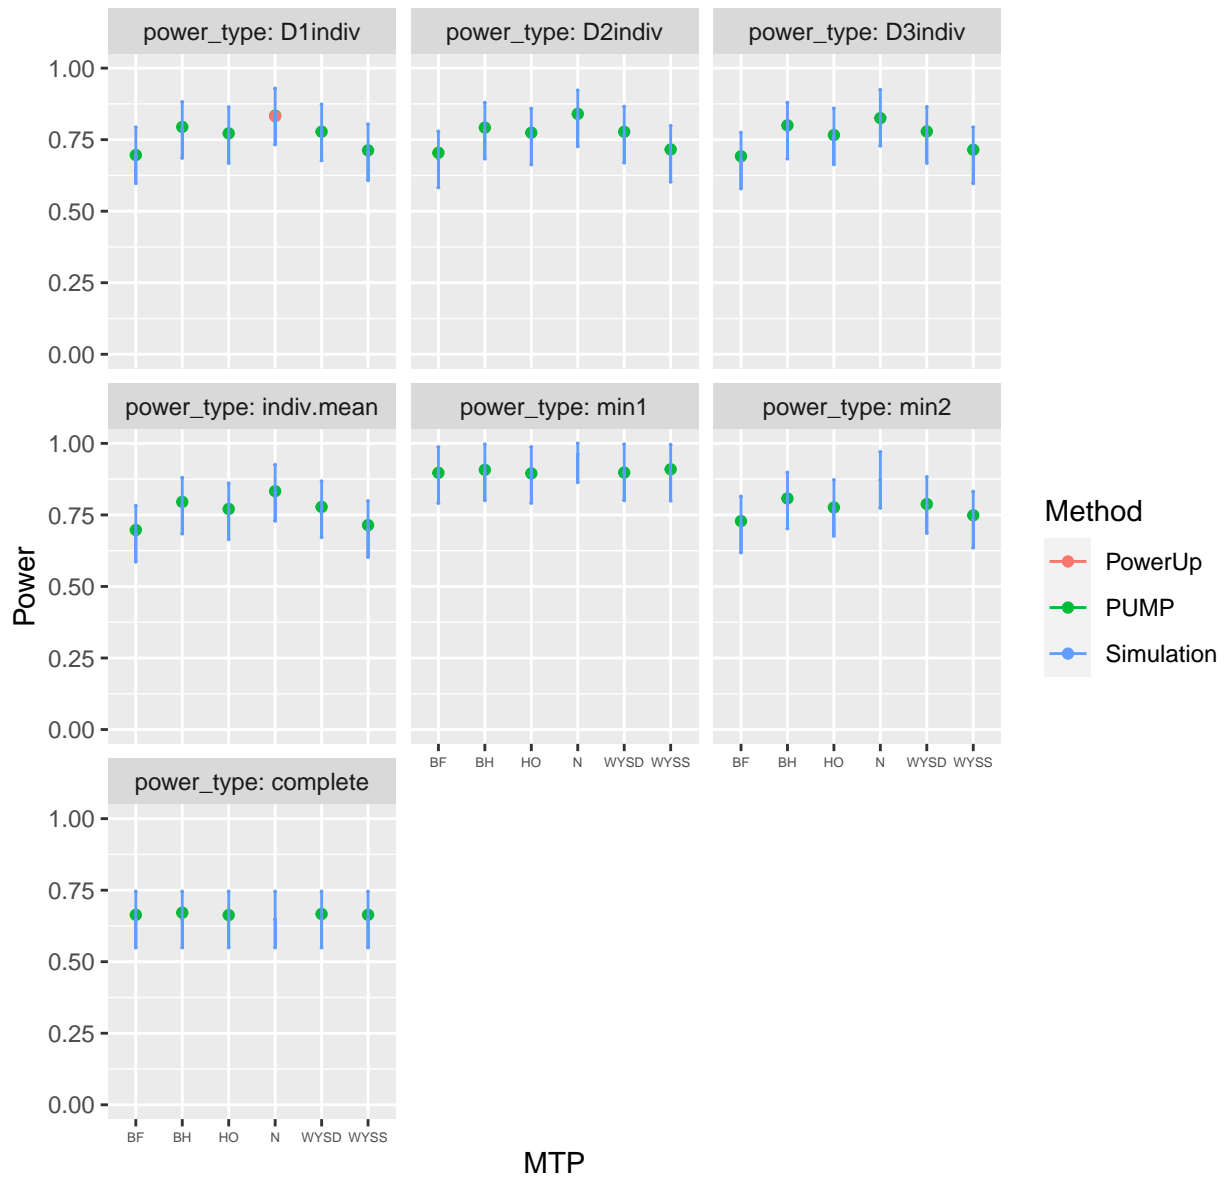 power_type: D1indiv
power_type: D2indiv
power_type: D3indiv
1.00
0.75
0.50
0.25
0.00
power_type: indiv.mean
power_type: min1
power_type: min2
1.00
0.75
0.50
0.25
0.00
BF BH HO N WYSD WYSS
BF BH HO N WYSD WYSS
power_type: complete
1.00
0.75
0.50
0.25
0.00
BF BH HO N WYSD WYSS
MTP
Power
Method
PowerUp
PUMP
Simulation